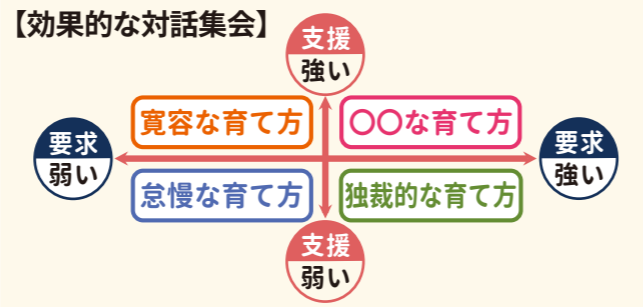 【効果的な対話集会】
支援
強い
寛容な育て方
〇〇な育て方
要求
弱い
要求
強い
怠慢な育て方
独裁的な育て方
支援
弱い